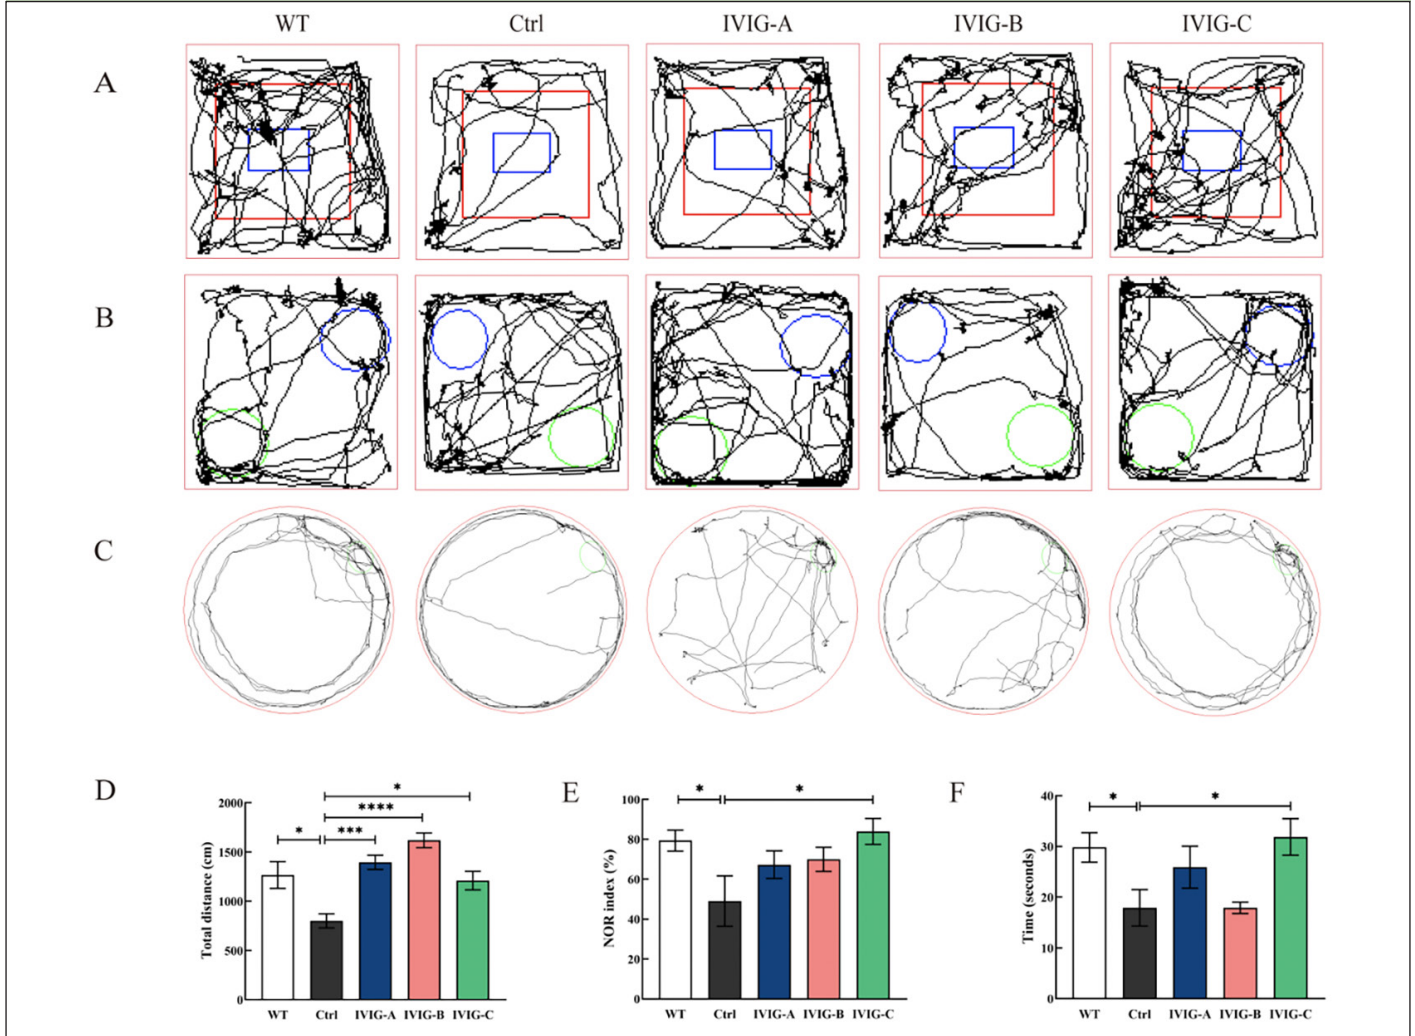 WT Ctrl IVIG-A IVIG-B IVIG-C
A
B
C
D
* 
****
* ***
Total distance (cm)
2000
1500
1000
500
0
WT Ctrl IVIG-A IVIG-B IVIG-C
E
* *
NOR index (%)
100
80
60
40
20
0
WT Ctrl IVIG-A IVIG-B IVIG-C
F
* *
Time (seconds)
40
30
20
10
0
WT Ctrl IVIG-A IVIG-B IVIG-C